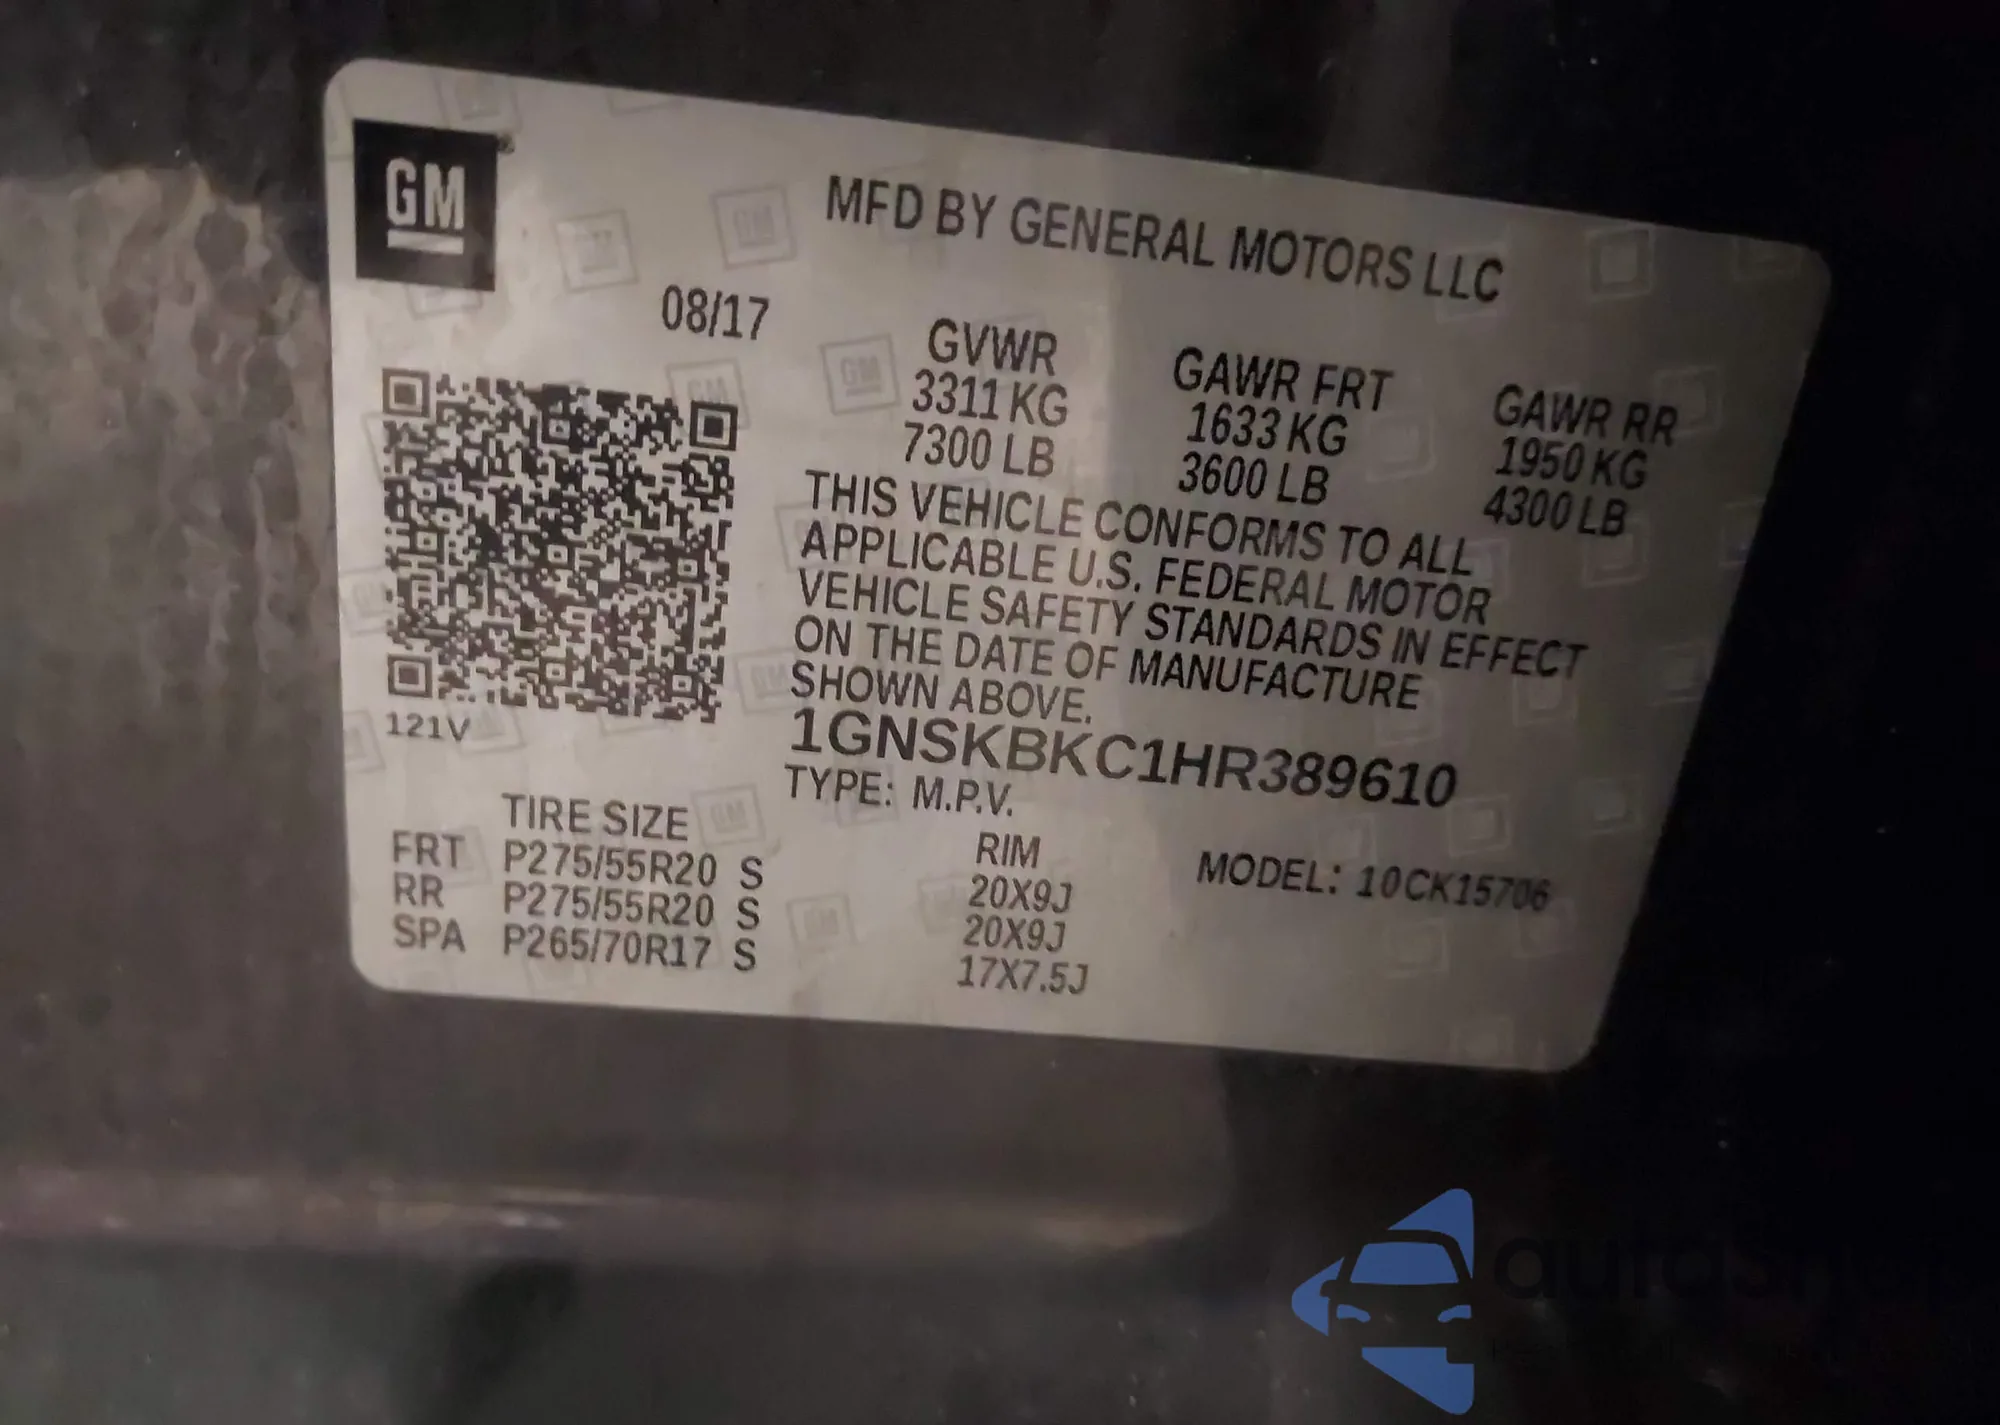 GM
MFD BY GENERAL MOTORS LLC
08/17
GVWR GAWR FRT GAWR RR
3311 KG 1633 KG 1950 KG
7300 LB 3600 LB 4300 LB
THIS VEHICLE CONFORMS TO ALL
APPLICABLE U.S. FEDERAL MOTOR
VEHICLE SAFETY STANDARDS IN EFFECT
ON THE DATE OF MANUFACTURE
SHOWN ABOVE.
121V
1GNSKBKC1HR389610
TYPE: M.P.V.
TIRE SIZE RIM MODEL: 10CK15706
FRT P275/55R20 S 20X9J
RR P275/55R20 S 20X9J
SPA P265/70R17 S 17X7.5J